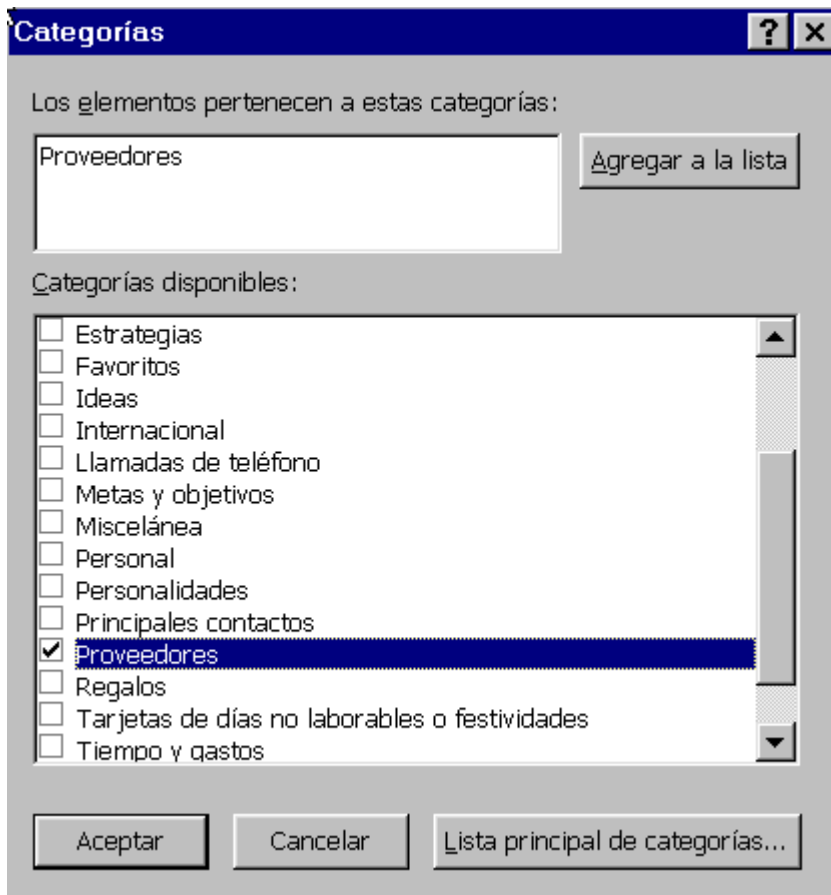 Categorías
Los elementos pertenecen a estas categorías:
Proveedores
Agregar a la lista
Categorías disponibles:
Estrategias
Favoritos
Ideas
Internacional
Llamadas de teléfono
Metas y objetivos
Miscelánea
Personal
Personalidades
Principales contactos
Proveedores
Regalos
Tarjetas de días no laborables o festividades
Tiempo y gastos
Aceptar
Cancelar
Lista principal de categorías...